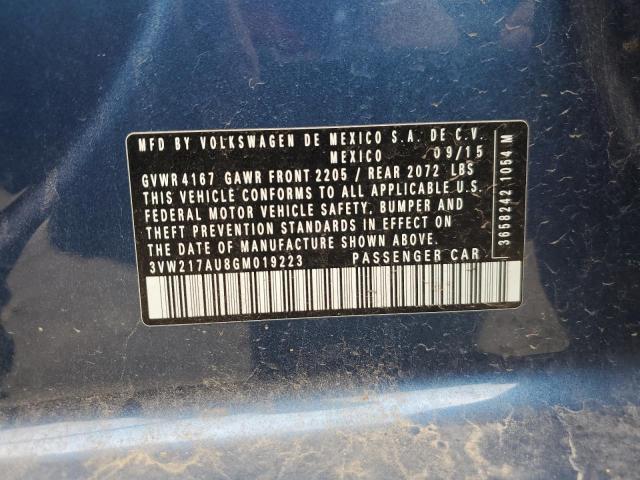 MFD BY VOLKSWAGEN DE MEXICO S.A. DE C.V.
MEXICO 09/15
GVWR 4167 GAWR FRONT 2205 / REAR 2072 LBS
THIS VEHICLE CONFORMS TO ALL APPLICABLE U.S.
FEDERAL MOTOR VEHICLE SAFETY, BUMPER AND
THEFT PREVENTION STANDARDS IN EFFECT ON
THE DATE OF MANUFACTURE SHOWN ABOVE.
3VW217AU8GM019223 PASSENGER CAR
3658242 1054 M